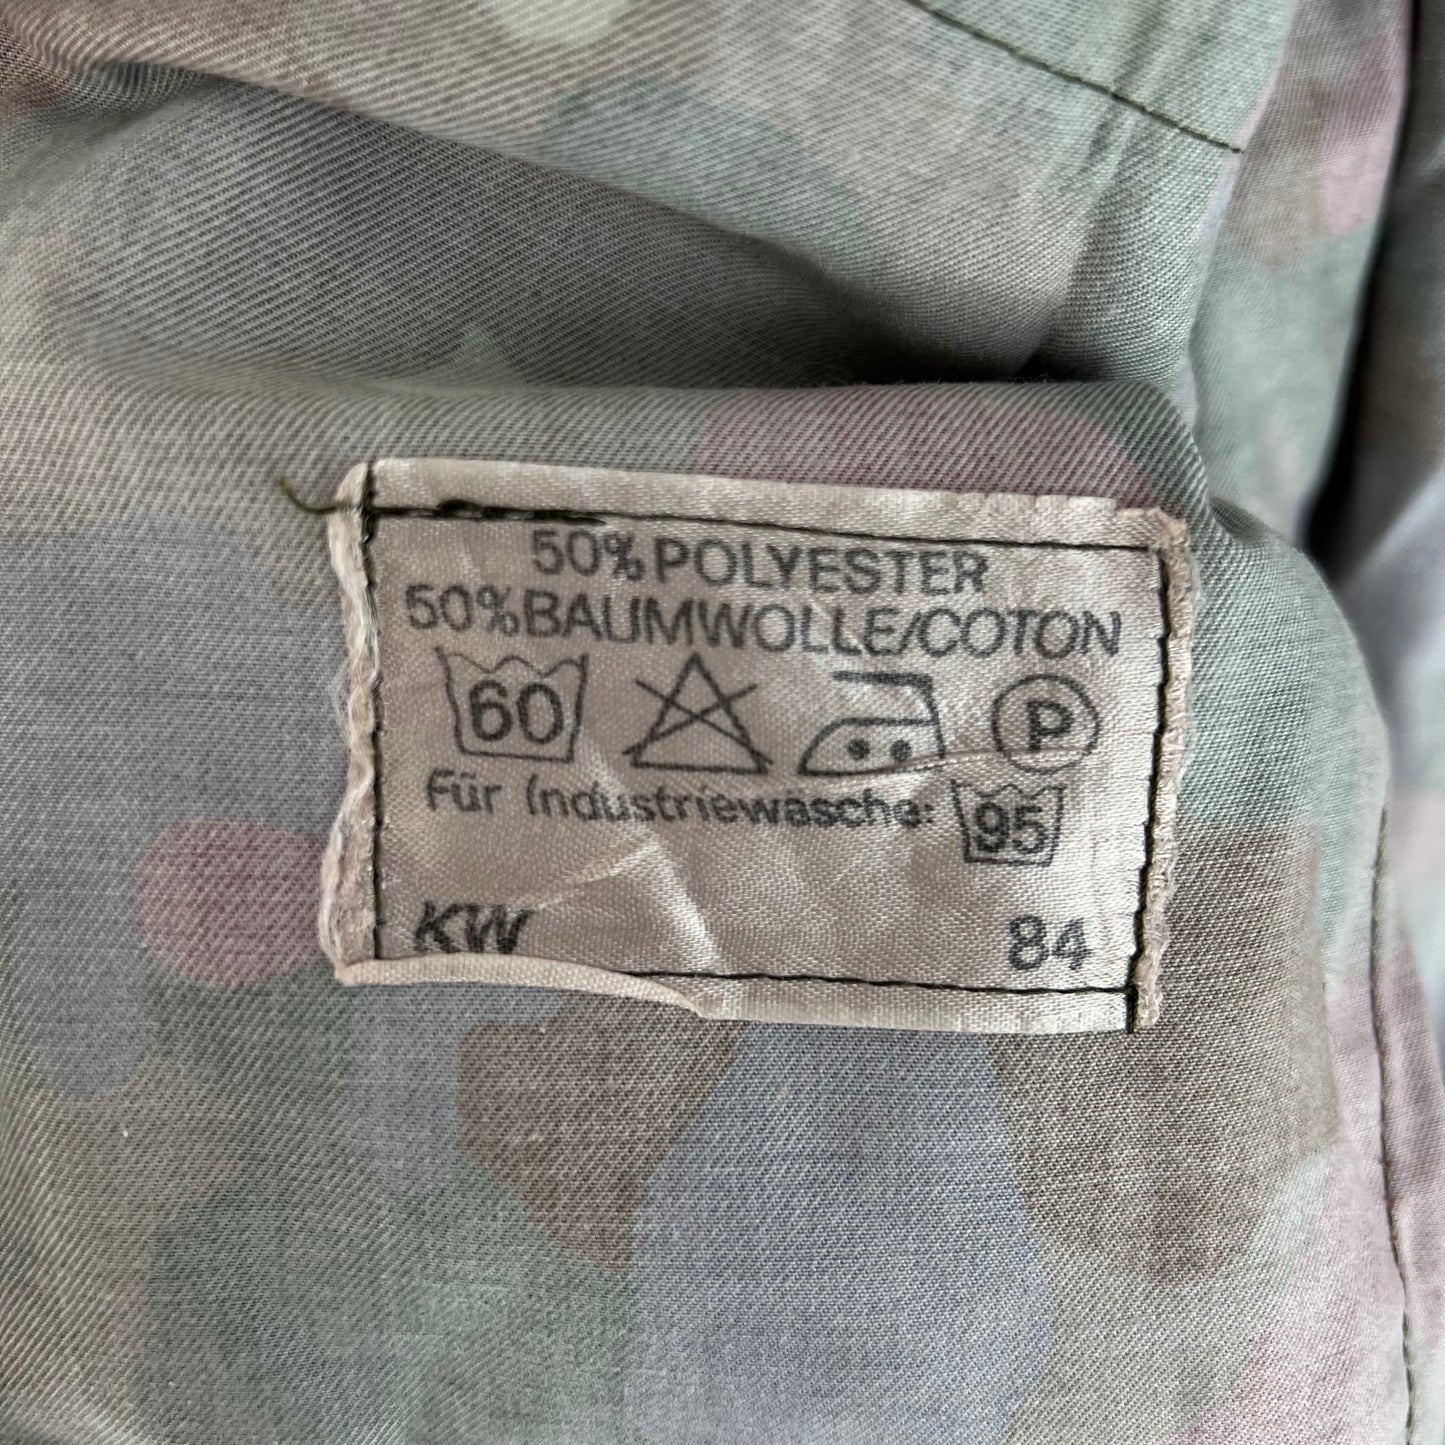 50% POLYESTER
50% BAUMWOLLE/COTON
60 P
Für Industriewäsche: 95
KW 84